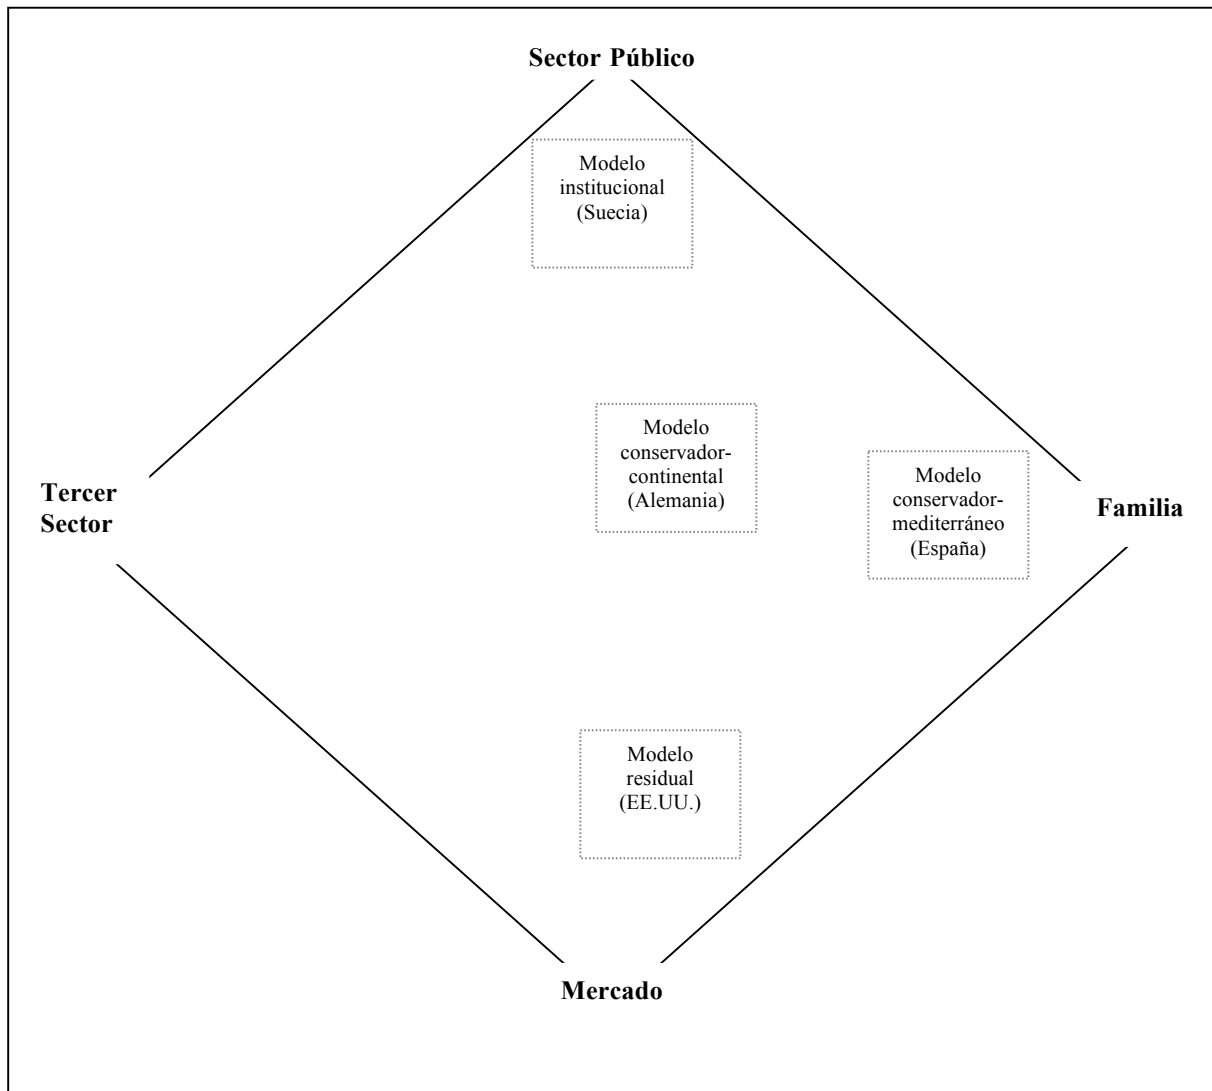 Sector Público
Modelo
institucional
(Suecia)
Modelo
conservador-
continental
(Alemania)
Modelo
conservador-
mediterráneo
(España)
Tercer
Sector
Familia
Modelo
residual
(EE.UU.)
Mercado